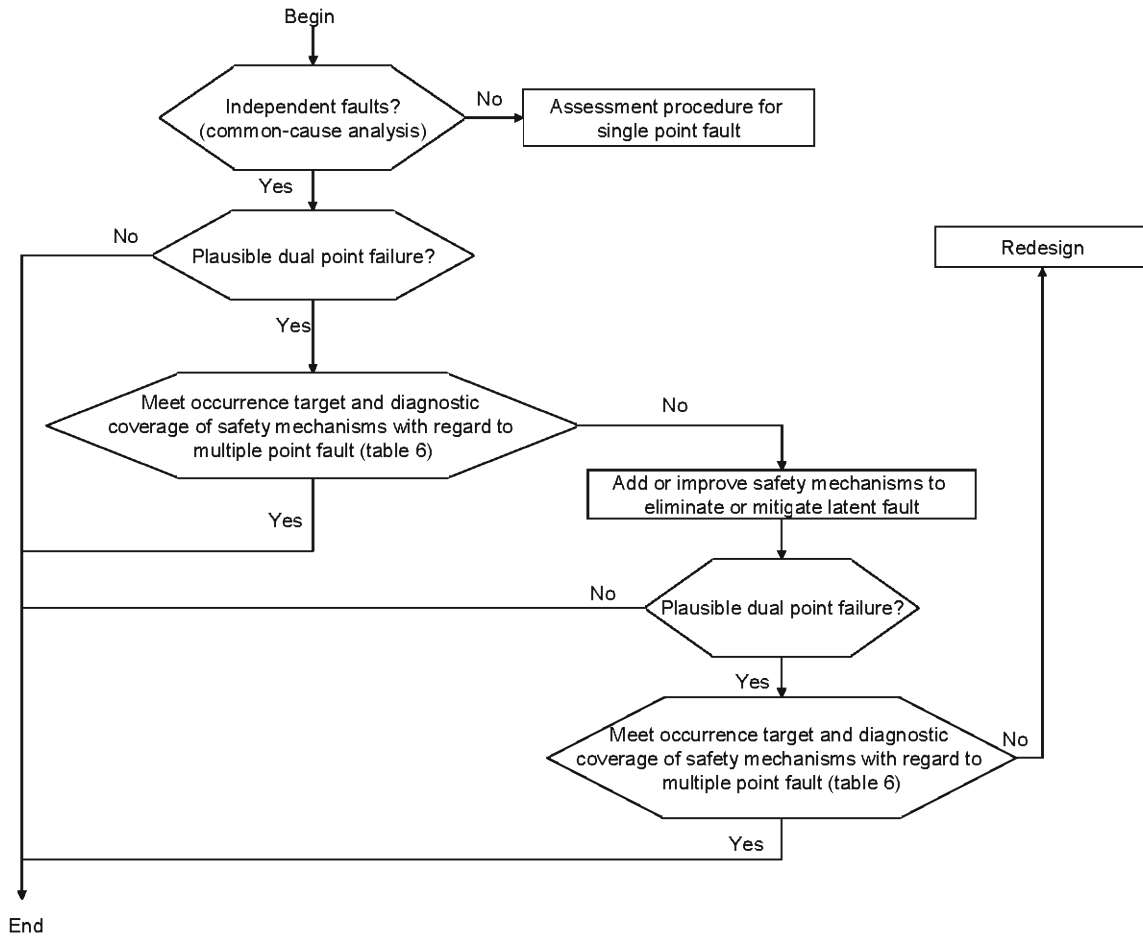 Begin
Independent faults?
(common-cause analysis)
No
Assessment procedure for
single point fault
Yes
No
Plausible dual point failure?
Redesign
Yes
Meet occurrence target and diagnostic
coverage of safety mechanisms with regard to
multiple point fault (table 6)
No
Add or improve safety mechanisms to
eliminate or mitigate latent fault
Yes
No
Plausible dual point failure?
Yes
Meet occurrence target and diagnostic
coverage of safety mechanisms with regard to
multiple point fault (table 6)
No
Yes
End